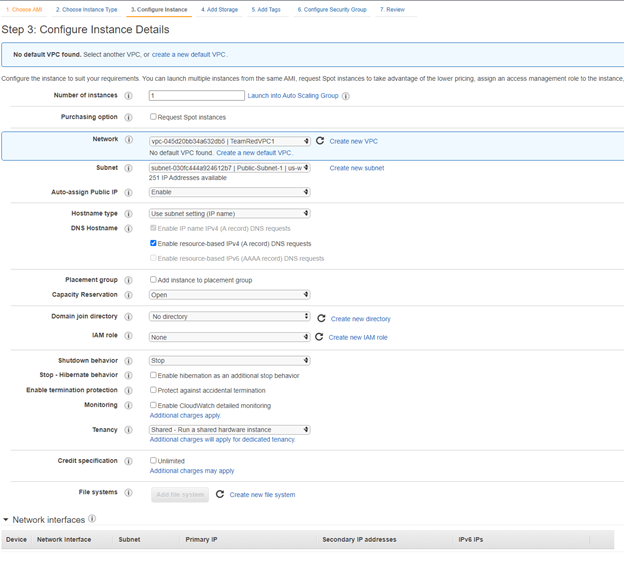 1. Choose AMI 2. Choose Instance Type 3. Configure Instance 4. Add Storage 5. Add Tags 6. Configure Security Group 7. Review
Step 3: Configure Instance Details
No default VPC found. Select another VPC, or create a new default VPC.
Configure the instance to suit your requirements. You can launch multiple instances from the same AMI, request Spot instances to take advantage of the lower pricing, assign an access management role to the instance,
Number of instances 1 Launch into Auto Scaling Group
Purchasing option Request Spot instances
Network vpc-045d20bb34a632db5 | TeamRedVPC1 Create new VPC
No default VPC found. Create a new default VPC.
Subnet subnet-030fc444a924612b7 | Public-Subnet-1 | us-w Create new subnet
251 IP Addresses available
Auto-assign Public IP Enable
Hostname type Use subnet setting (IP name)
DNS Hostname Enable IP name IPv4 (A record) DNS requests
Enable resource-based IPv4 (A record) DNS requests
Enable resource-based IPv6 (AAAA record) DNS requests
Placement group Add instance to placement group
Capacity Reservation Open
Domain join directory No directory Create new directory
IAM role None Create new IAM role
Shutdown behavior Stop
Stop - Hibernate behavior Enable hibernation as an additional stop behavior
Enable termination protection Protect against accidental termination
Monitoring Enable CloudWatch detailed monitoring
Additional charges apply.
Tenancy Shared - Run a shared hardware instance
Additional charges will apply for dedicated tenancy.
Credit specification Unlimited
Additional charges may apply
File systems Add file system Create new file system
Network interfaces
Device Network Interface Subnet Primary IP Secondary IP addresses IPv6 IPs